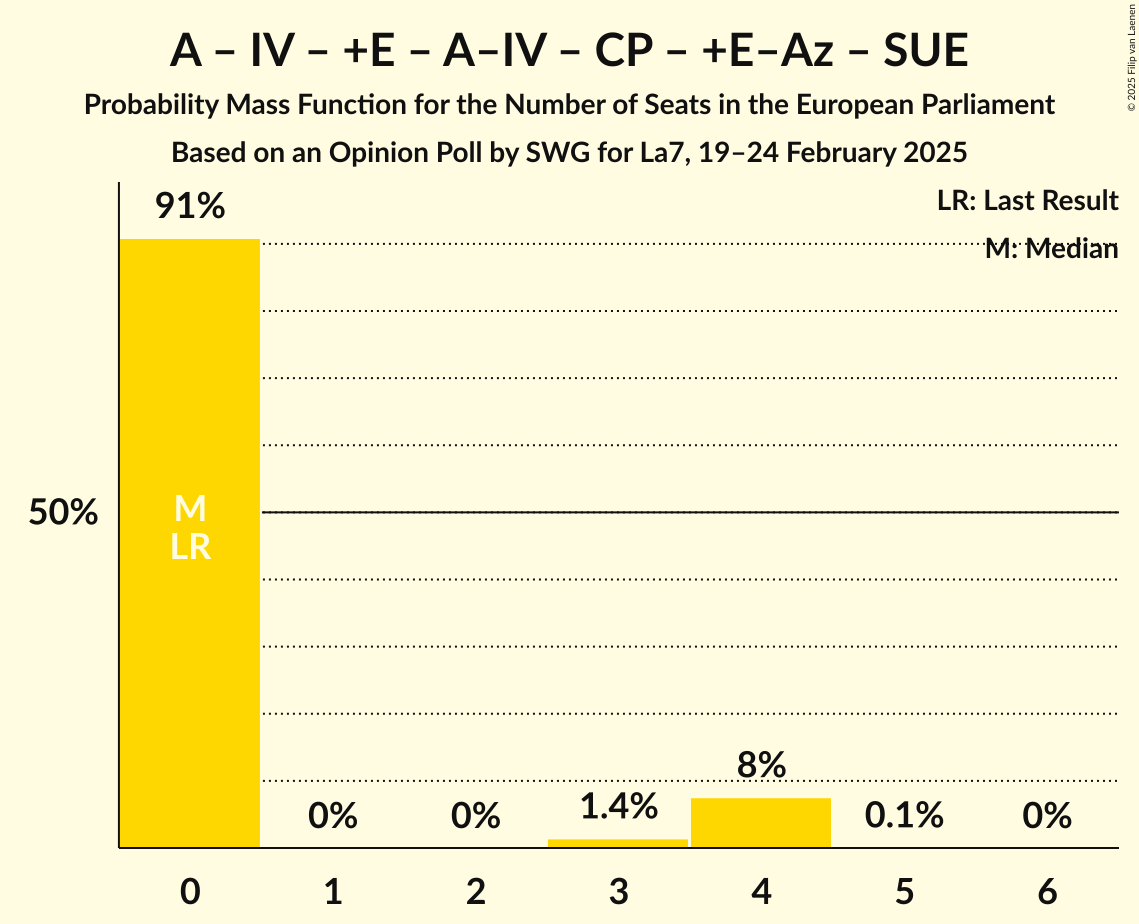 A – IV – +E – A–IV – CP – +E–Az – SUE
Probability Mass Function for the Number of Seats in the European Parliament
Based on an Opinion Poll by SWG for La7, 19–24 February 2025
© 2025 Filip van Laenen
LR: Last Result
M: Median
91%
50%
M
LR
0%
0%
1.4%
8%
0.1%
0%
0 1 2 3 4 5 6